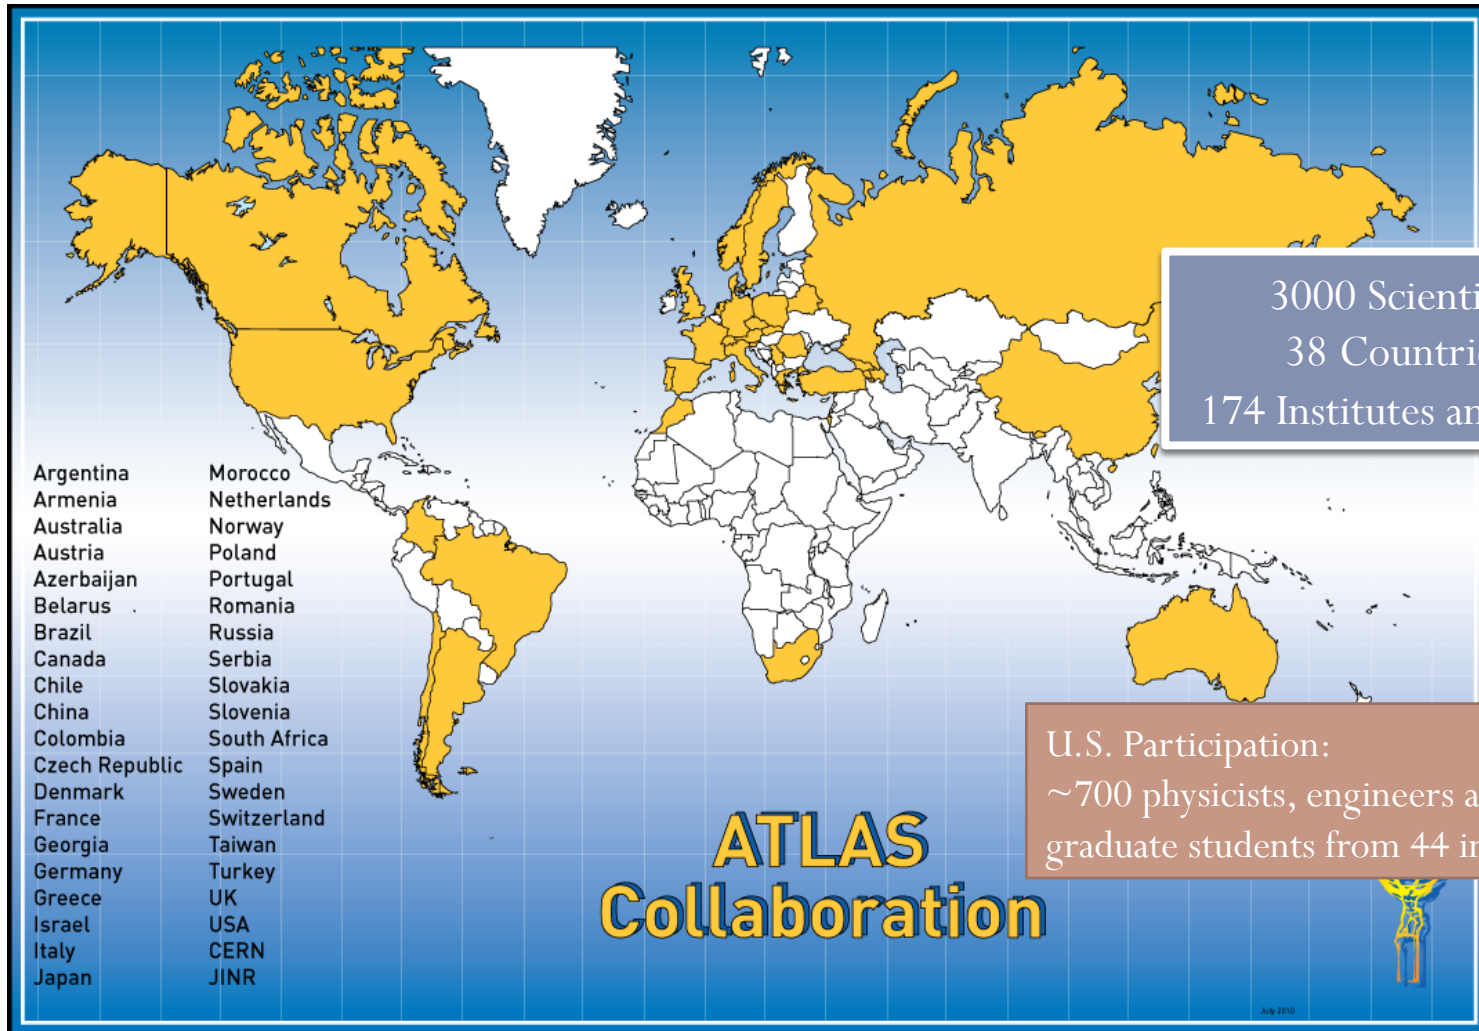 3000 Scienti
38 Countri
174 Institutes an
Argentina
Armenia
Australia
Austria
Azerbaijan
Belarus
Brazil
Canada
Chile
China
Colombia
Czech Republic
Denmark
France
Georgia
Germany
Greece
Israel
Italy
Japan
Morocco
Netherlands
Norway
Poland
Portugal
Romania
Russia
Serbia
Slovakia
Slovenia
South Africa
Spain
Sweden
Switzerland
Taiwan
Turkey
UK
USA
CERN
JINR
U.S. Participation:
~700 physicists, engineers a
graduate students from 44 in
ATLAS
Collaboration
July 2010